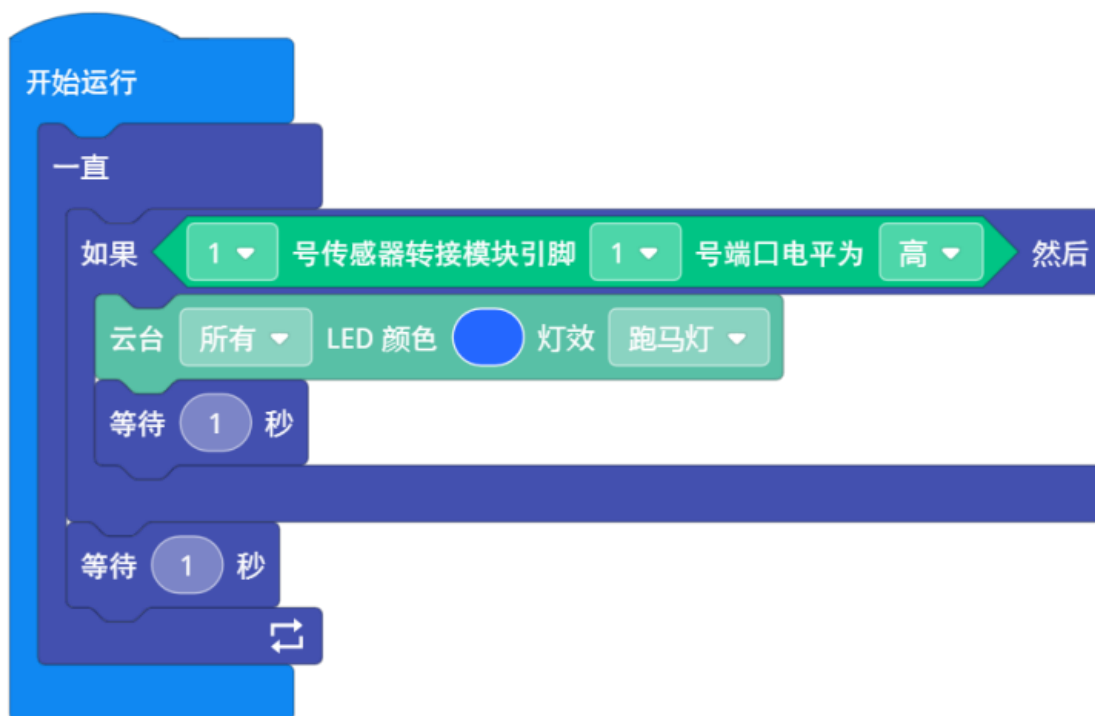 开始运行
一直
如果 1 号传感器转接模块引脚 1 号端口电平为 高 然后
云台 所有 LED 颜色 灯效 跑马灯
等待 1 秒
等待 1 秒